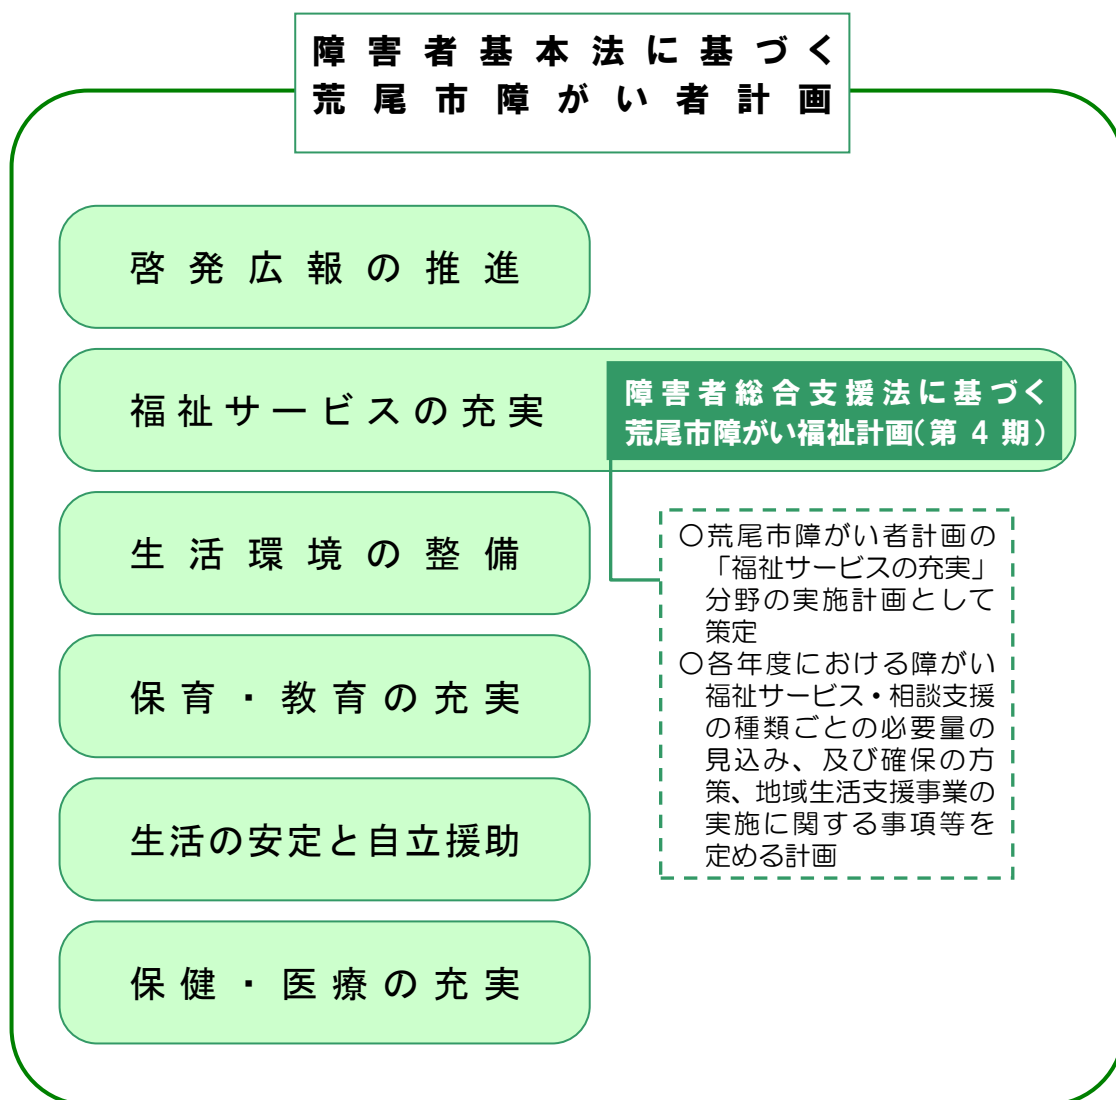 障害者基本法に基づく
荒尾市障がい者計画
啓発広報の推進
福祉サービスの充実
障害者総合支援法に基づく
荒尾市障がい福祉計画(第4期)
生活環境の整備
〇荒尾市障がい者計画の
「福祉サービスの充実」
分野の実施計画として
策定
〇各年度における障がい
福祉サービス・相談支援
の種類ごとの必要量の
見込み、及び確保の方
策、地域生活支援事業の
実施に関する事項等を
定める計画
保育・教育の充実
生活の安定と自立援助
保健・医療の充実